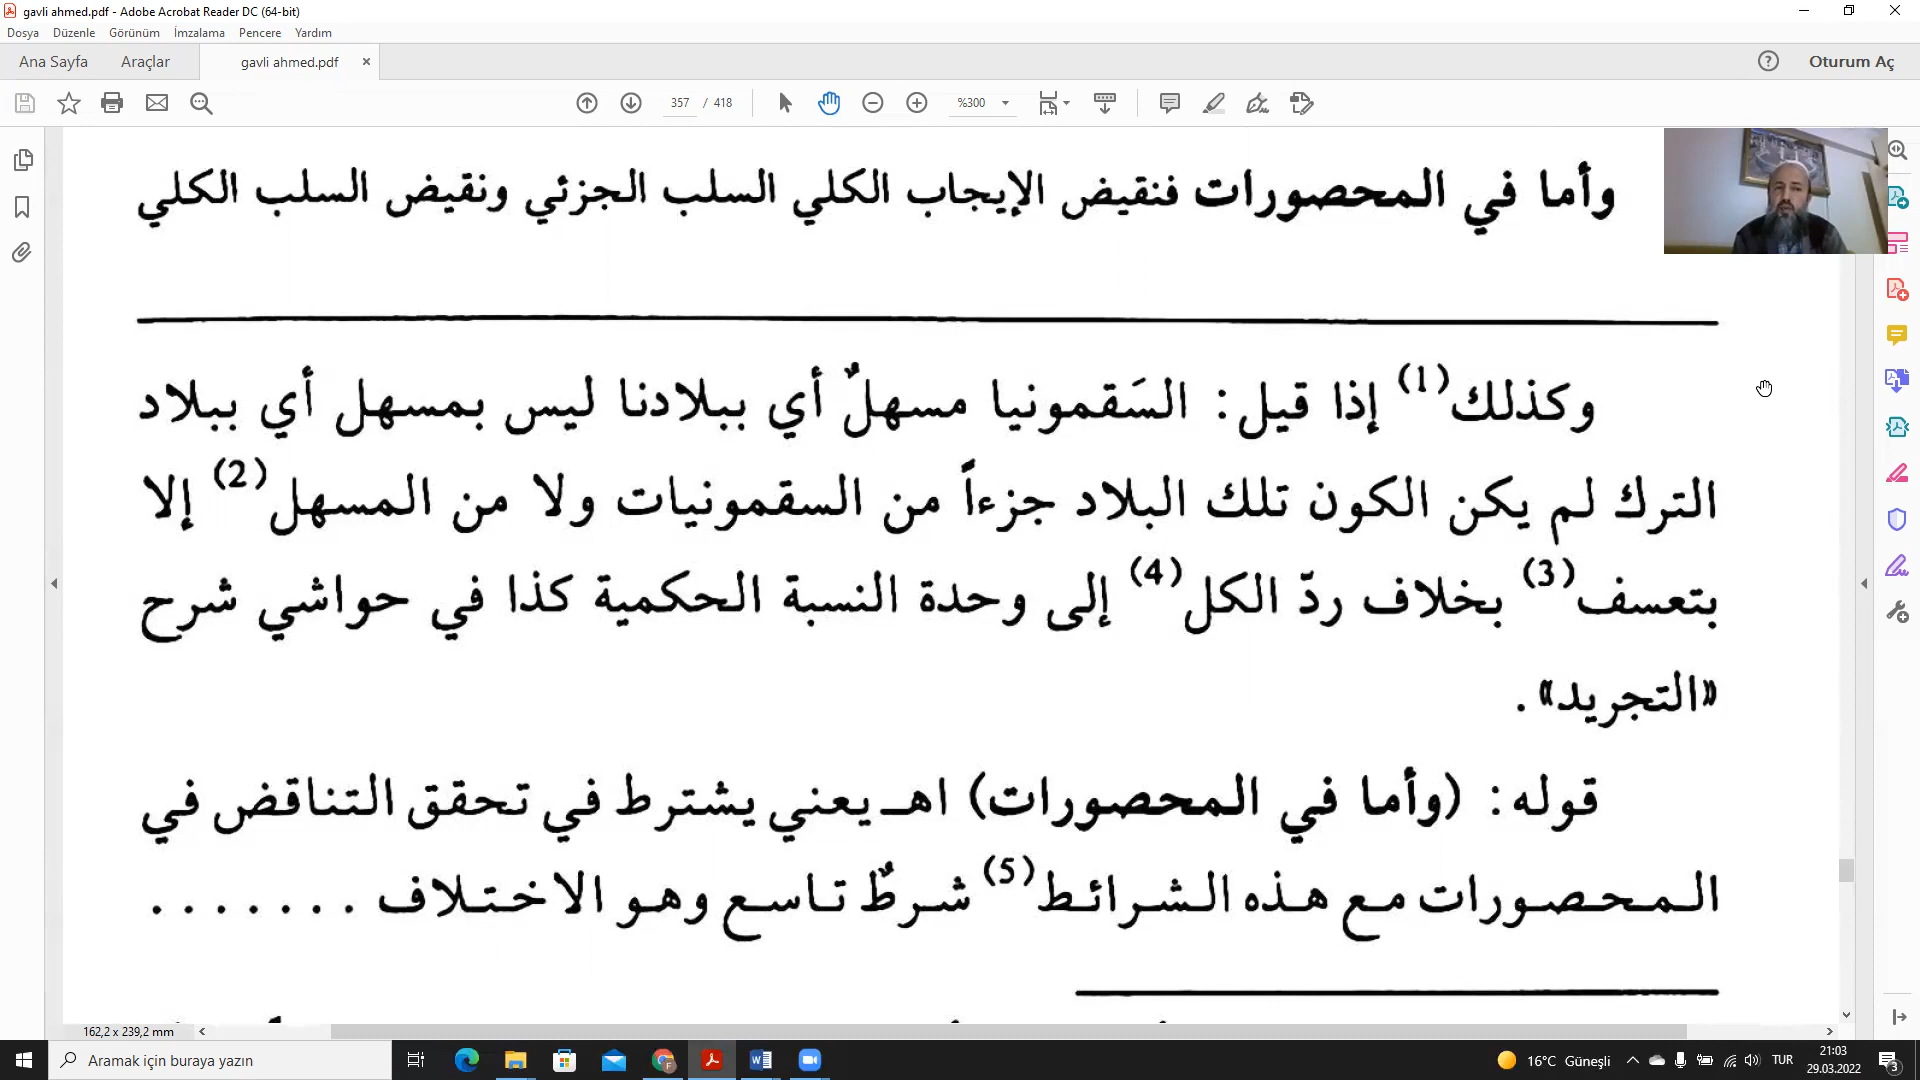 gavli ahmed.pdf - Adobe Acrobat Reader DC (64-bit)
Dosya Düzenle Görünüm İmzalama Pencere Yardım
Ana Sayfa Araçlar gavli ahmed.pdf × Oturum Aç
357 / 418 %300
وأما في المحصورات فنقيض الإيجاب الكلي السلب الجزئي ونقيض السلب الكلي
وكذلك(1) إذا قيل: السَقمونيا مسهلٌ أي ببلادنا ليس بمسهل أي ببلاد
الترك لم يكن الكون تلك البلاد جزءاً من السقمونيات ولا من المسهل(2) إلا
بتعسف(3) بخلاف ردّ الكل(4) إلى وحدة النسبة الحكمية كذا في حواشي شرح
«التجريد».
قوله: (وأما في المحصورات) اهـ يعني يشترط في تحقق التناقض في
المحصورات مع هذه الشرائط(5) شرطٌ تاسع وهو الاختلاف ........
162,2 x 239,2 mm
Aramak için buraya yazın
16°C Güneşli
TUR
21:03
29.03.2022
3